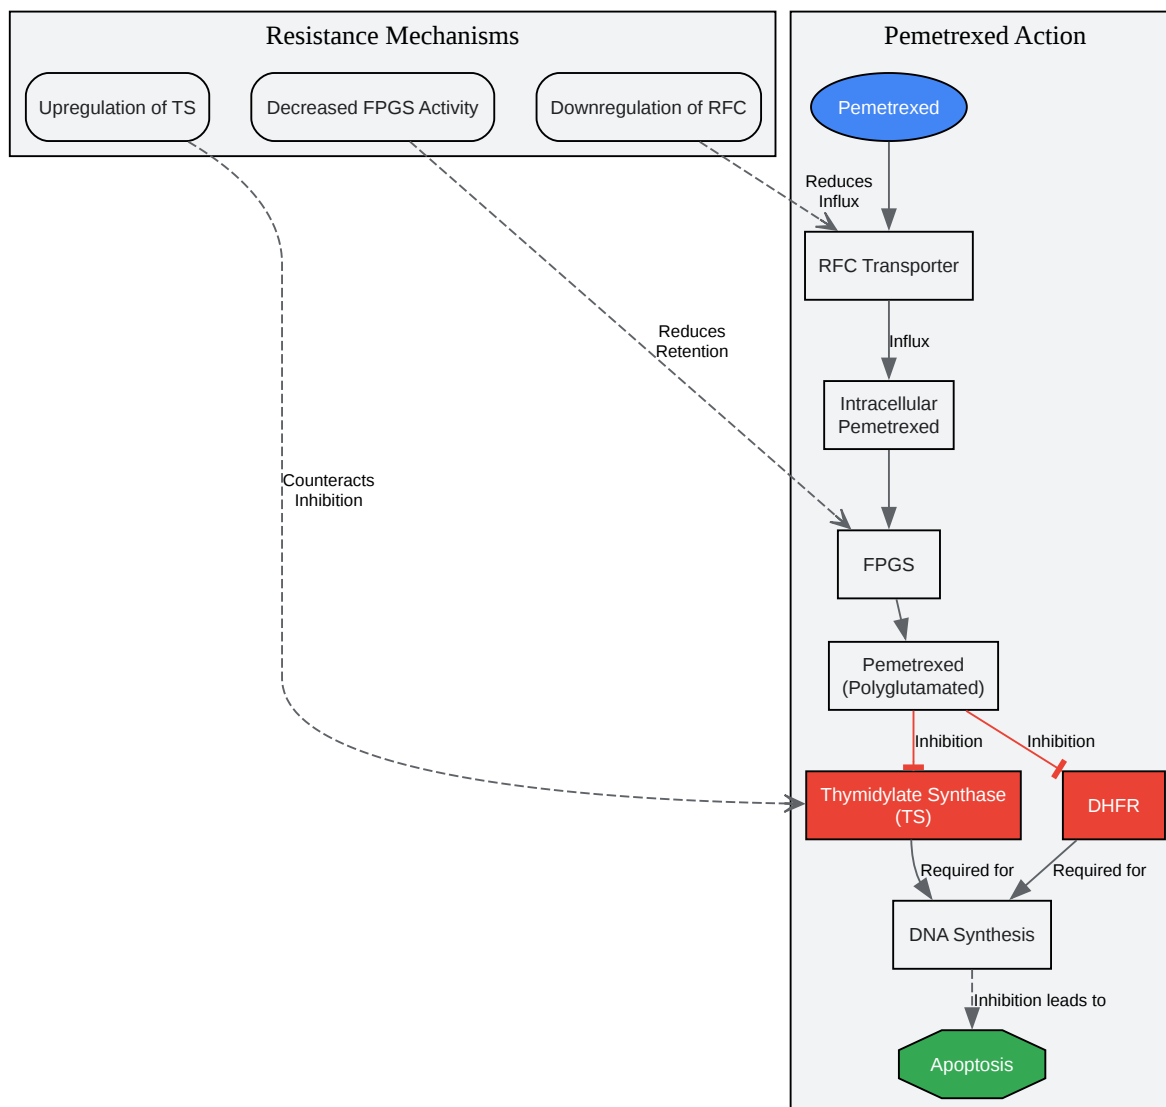 Resistance Mechanisms
Upregulation of TS
Decreased FPGS Activity
Downregulation of RFC
Pemetrexed Action
Pemetrexed
Reduces
Influx
RFC Transporter
Influx
Reduces
Retention
Intracellular
Pemetrexed
Counteracts
Inhibition
FPGS
Pemetrexed
(Polyglutamated)
Inhibition
Inhibition
Thymidylate Synthase
(TS)
DHFR
Required for
Required for
DNA Synthesis
Inhibition leads to
Apoptosis